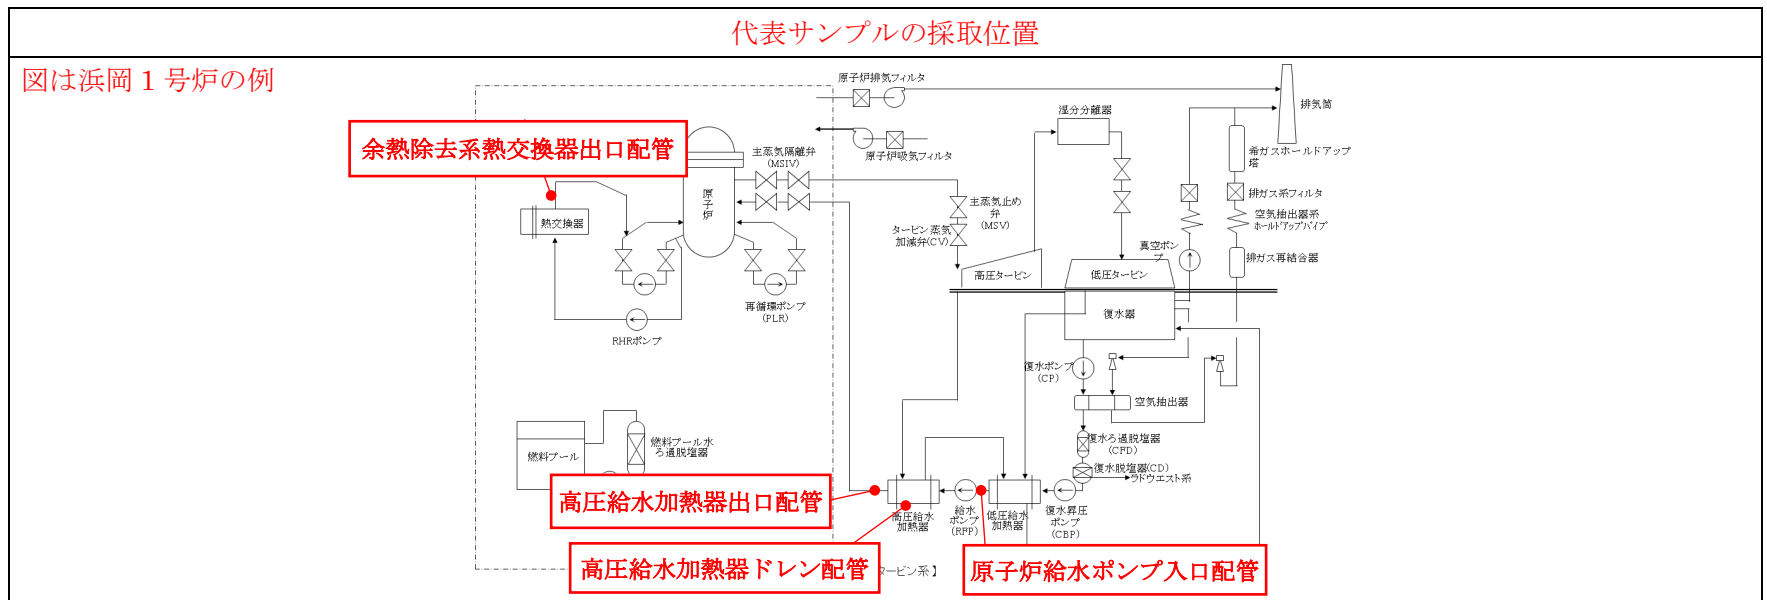 代表サンプルの採取位置
図は浜岡１号炉の例
原子炉排気フィルタ
排気筒
湿分分離器
余熱除去系熱交換器出口配管
主蒸気隔離弁
(MSIV)
原子炉吸気フィルタ
希ガスホールドアップ
塔
原子炉
排ガス系フィルタ
主蒸気止め
弁
(MSV)
空気抽出器系
ホールドアップパイプ
熱交換器
タービン蒸気
加減弁(CV)
真空ポン
プ
排ガス再結合器
高圧タービン
低圧タービン
再循環ポンプ
(PLR)
復水器
RHRポンプ
復水ポンプ
(CP)
空気抽出器
燃料プール水
ろ過脱塩器
復水ろ過脱塩器
(CFD)
燃料プール
復水脱塩器(CD)
ラドウエスト系
高圧給水加熱器出口配管
高圧給水
加熱器
給水
ポンプ
(RFP)
低圧給水
加熱器
復水昇圧
ポンプ
(CBP)
高圧給水加熱器ドレン配管
タービン系】
原子炉給水ポンプ入口配管